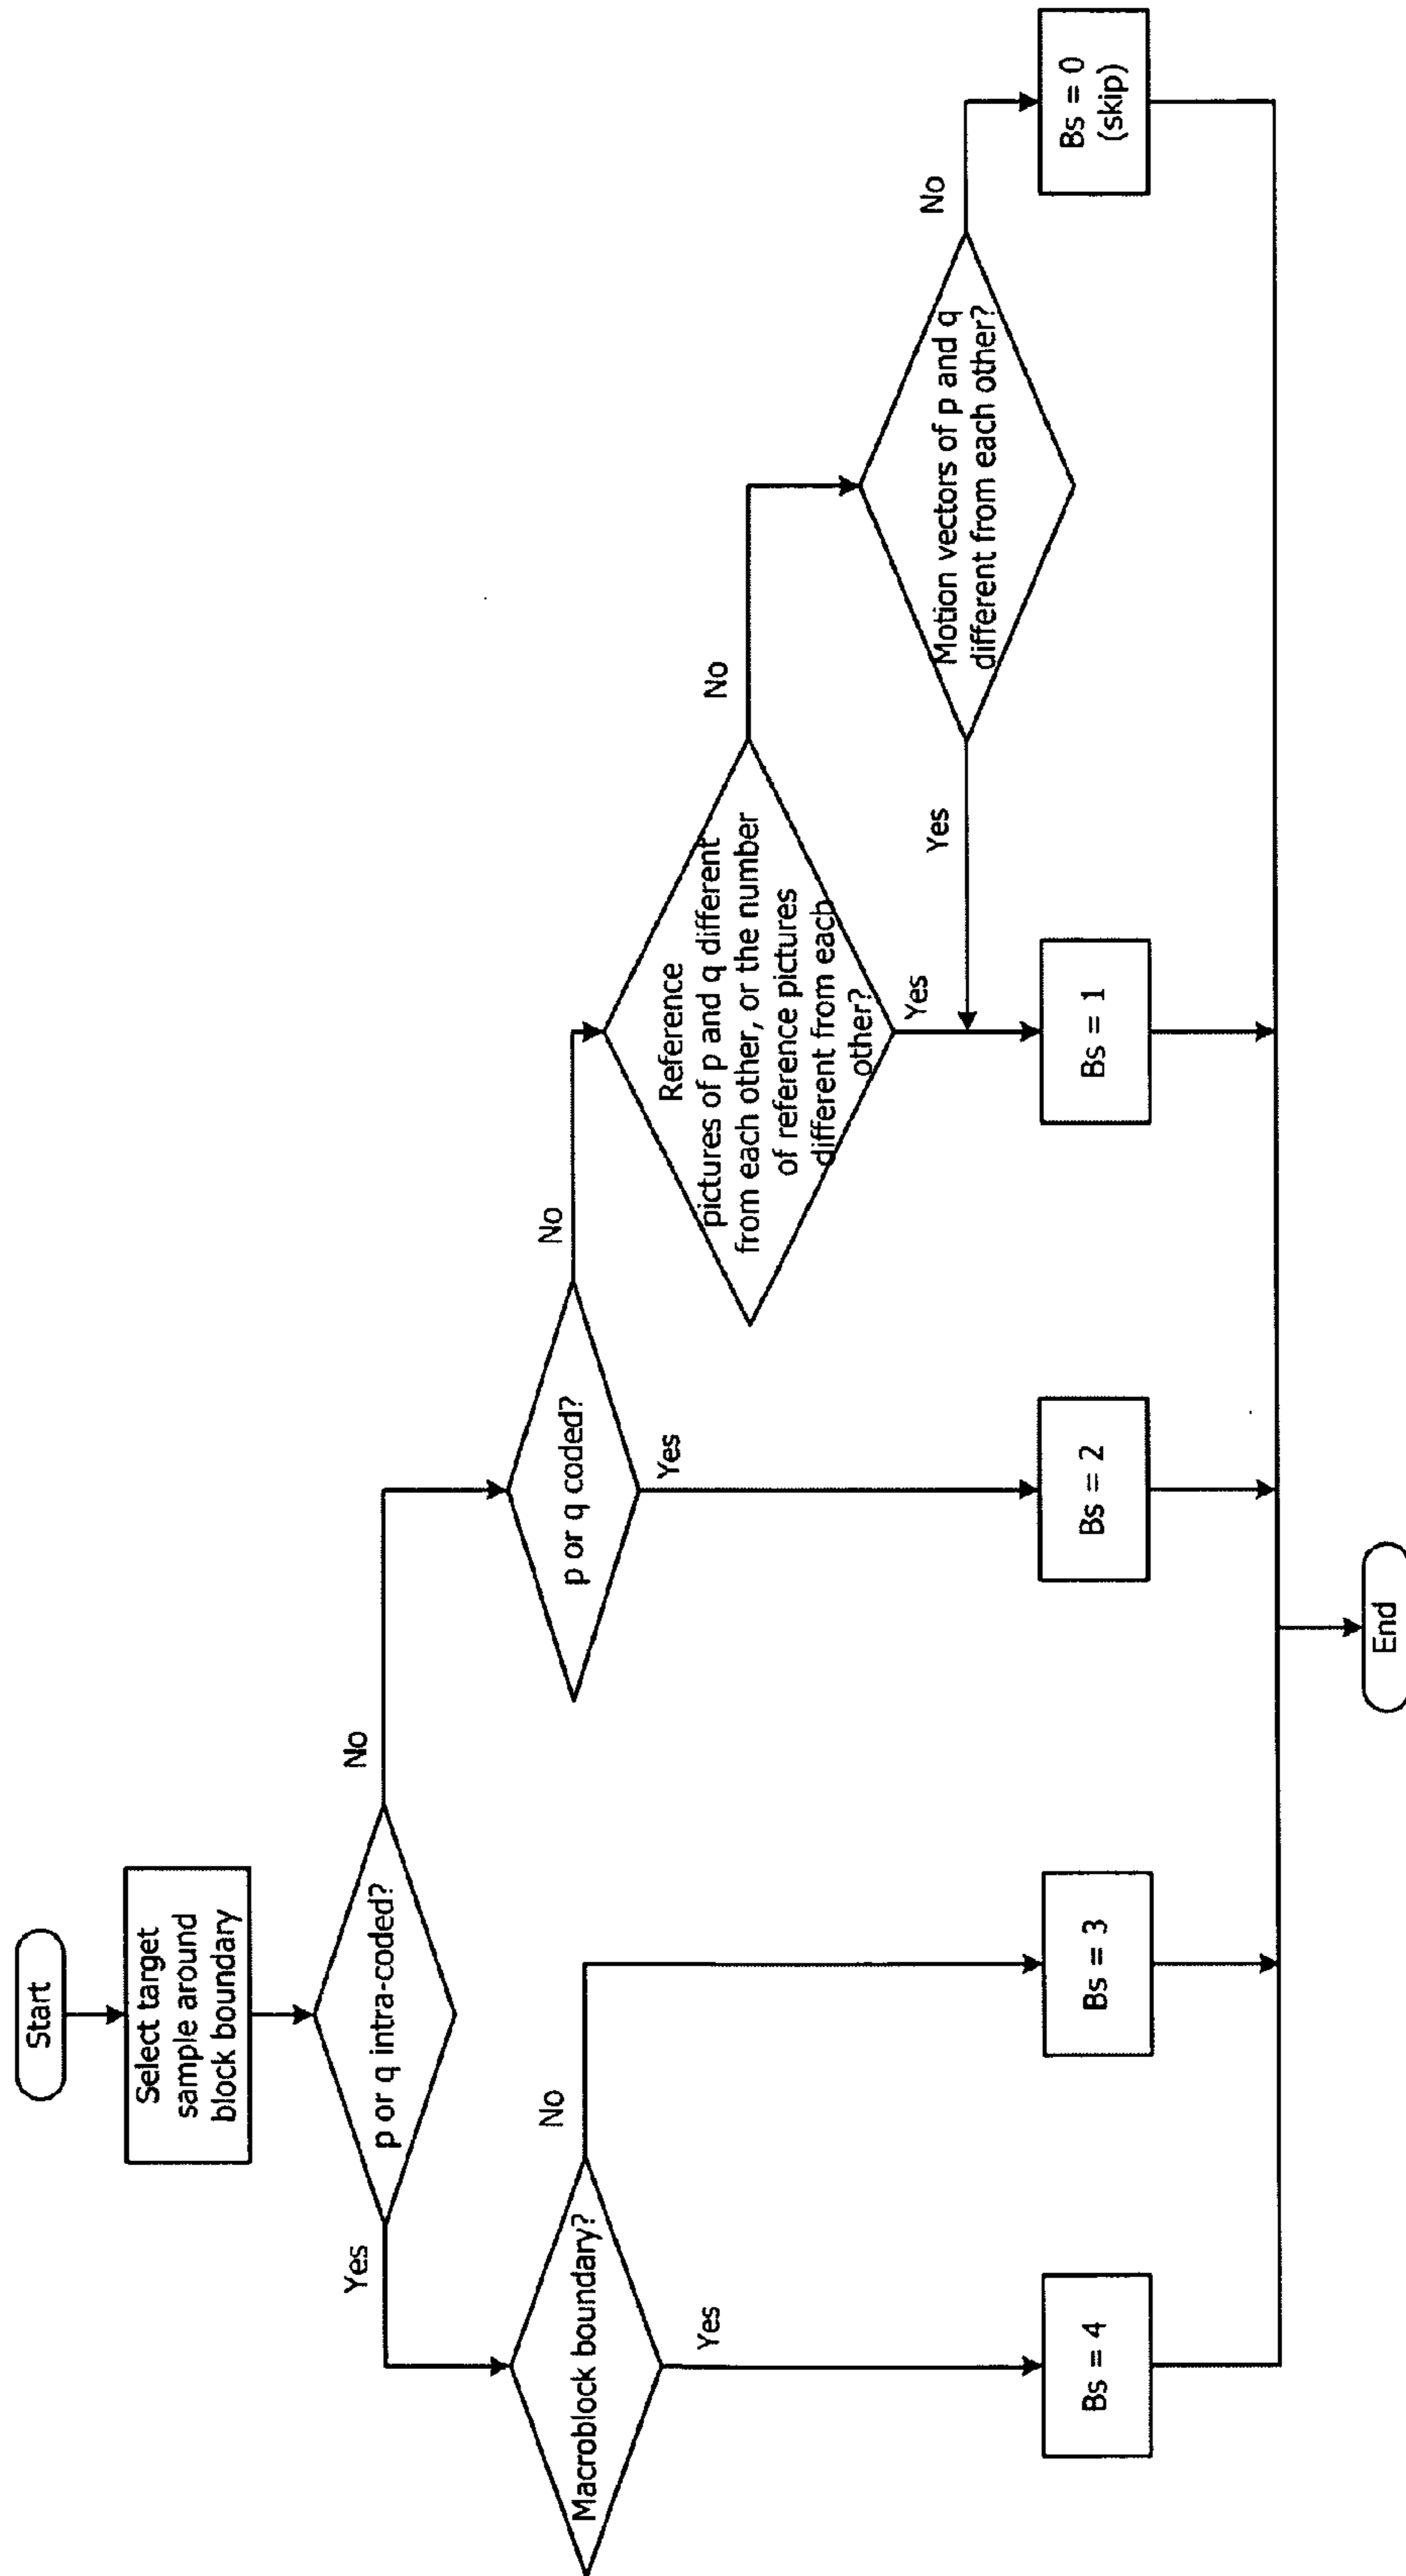 Start
Select target
sample around
block boundary
p or q intra-coded?
Yes
No
Macroblock boundary?
No
Yes
p or q coded?
No
Yes
Reference
pictures of p and q different
from each other, or the number
of reference pictures
different from each
other?
No
Yes
Motion vectors of p and q
different from each other?
Yes
No
Bs = 4
Bs = 3
Bs = 2
Bs = 1
Bs = 0
(skip)
End